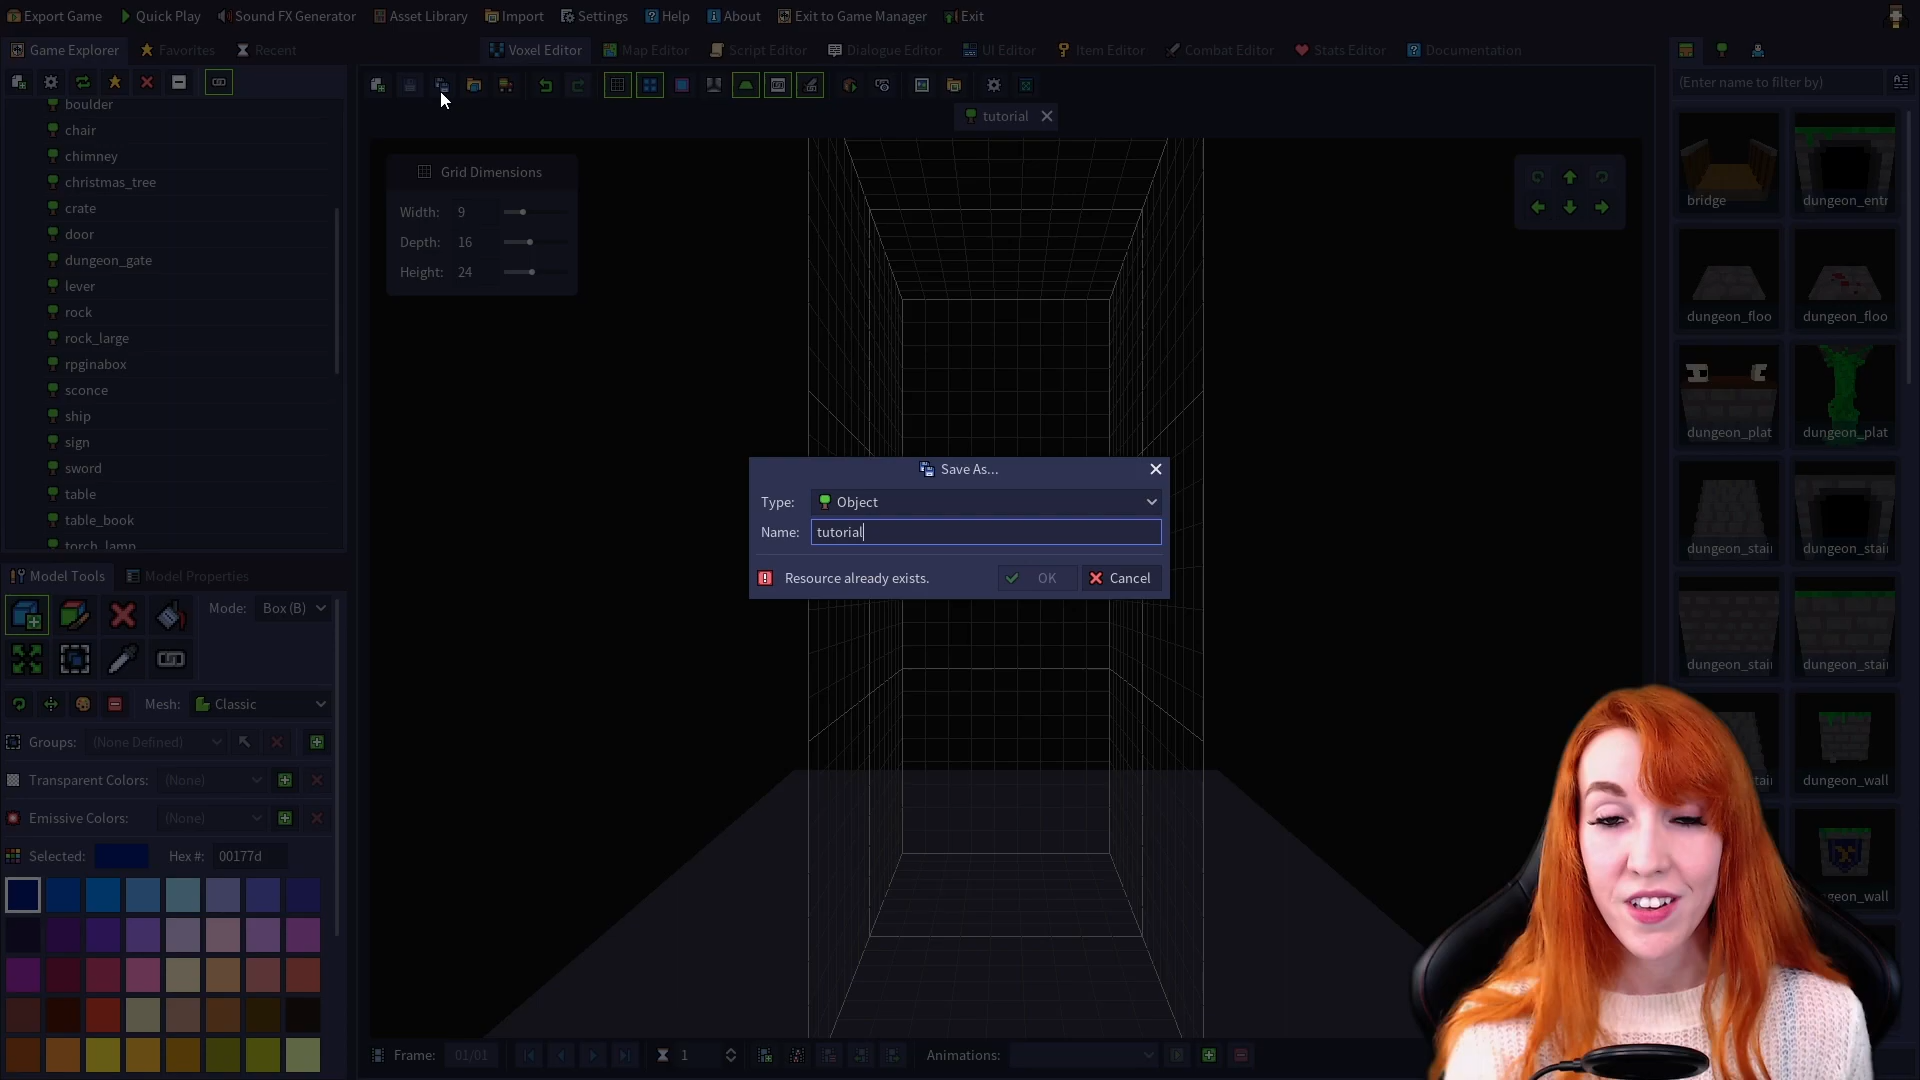 Export Game Quick Play Sound FX Generator Asset Library Import Settings Help About Exit to Game Manager Exit
Game Explorer Favorites Recent Voxel Editor Map Editor Script Editor Dialogue Editor UI Editor Item Editor Combat Editor Stats Editor Documentation
(Enter name to filter by)
tutorial
boulder
chair
chimney
christmas_tree
crate
door
dungeon_gate
lever
rock
rock_large
rpginabox
sconce
ship
sign
sword
table
table_book
torch_lamp
Grid Dimensions
Width: 9
Depth: 16
Height: 24
bridge dungeon_entr
dungeon_floo dungeon_floo
dungeon_plat dungeon_plat
dungeon_stair dungeon_stair
dungeon_stair dungeon_stair
dungeon_wall
Save As...
Type: Object
Name: tutorial
Resource already exists. OK Cancel
Model Tools Model Properties
Mode: Box (B)
Mesh: Classic
Groups: (None Defined)
Transparent Colors: (None)
Emissive Colors: (None)
Selected: Hex #: 00177d
Frame: 01/01 1 Animations: